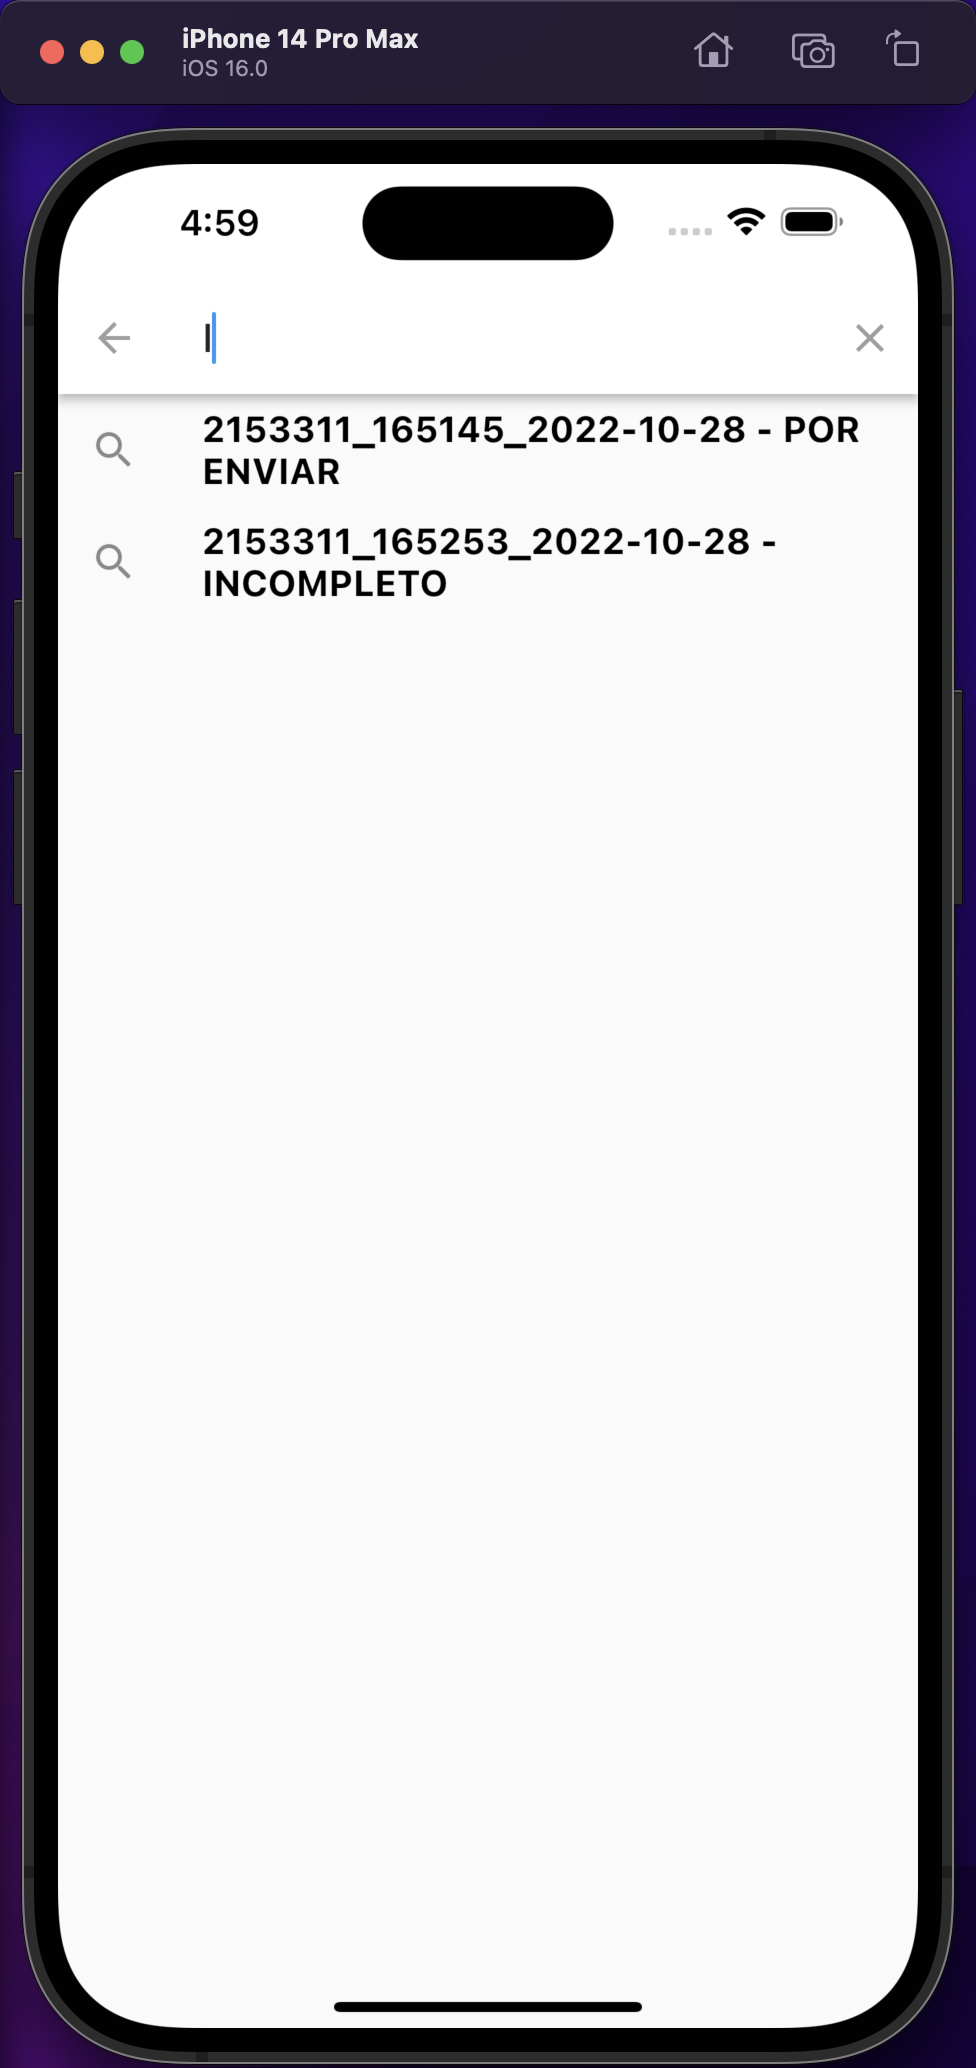 iPhone 14 Pro Max
iOS 16.0
4:59
I
2153311_165145_2022-10-28 - POR
ENVIAR
2153311_165253_2022-10-28 -
INCOMPLETO